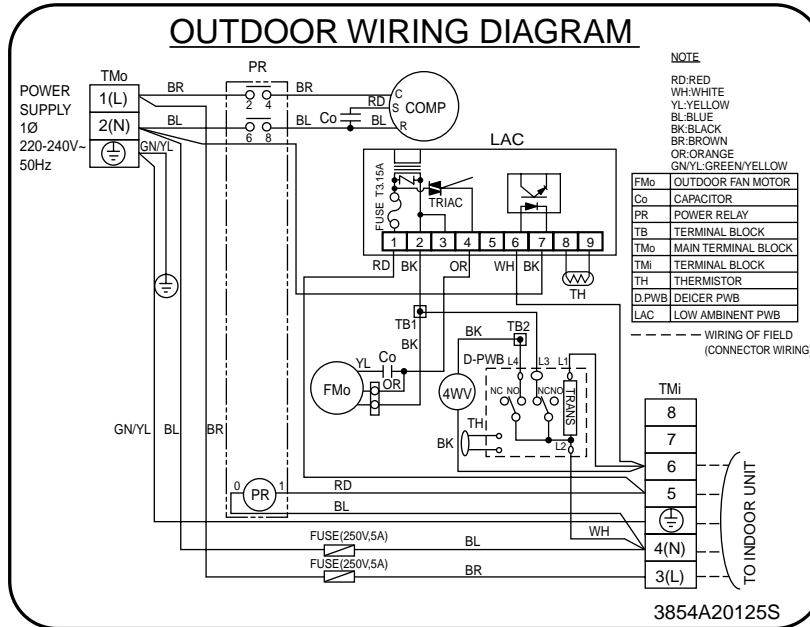 OUTDOOR WIRING DIAGRAM
POWER
SUPPLY
1Ø
220-240V~
50Hz
TMo
1(L)
2(N)
BR
BL
GN/YL
PR
2 4
6 8
BR
BL
Co
RD
BL
C
S
R
COMP
NOTE
RD:RED
WH:WHITE
YL:YELLOW
BL:BLUE
BK:BLACK
BR:BROWN
OR:ORANGE
GN/YL:GREEN/YELLOW
FMo OUTDOOR FAN MOTOR
Co CAPACITOR
PR POWER RELAY
TB TERMINAL BLOCK
TMo MAIN TERMINAL BLOCK
TMi TERMINAL BLOCK
TH THERMISTOR
D.PWB DEICER PWB
LAC LOW AMBINENT PWB
WIRING OF FIELD
(CONNECTOR WIRING)
LAC
FUSE T3.15A
TRIAC
1 2 3 4 5 6 7 8 9
RD BK OR WH BK
TH
TB1
BK
YL Co
OR
FMo
BK
TB2
D-PWB L4 L3 L1
4WV
NC NO NC NO
TRANS
TH
BK
L2
WH
GN/YL BL BR
0 PR 1
RD
BL
FUSE(250V,5A)
BL
FUSE(250V,5A)
BR
TMi
8
7
6
5
4(N)
3(L)
TO INDOOR UNIT
3854A20125S